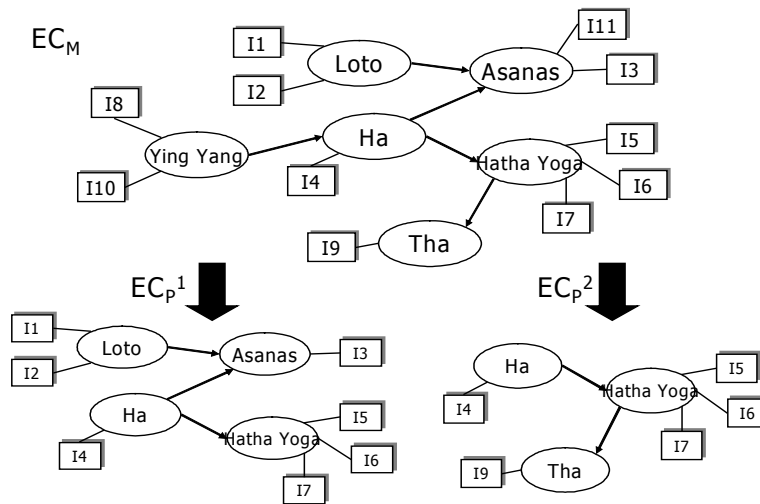 EC_M
I1
I11
Loto
Asanas
I3
I2
I8
Ha
I5
Ying Yang
Hatha Yoga
I4
I6
I10
I7
I9
Tha
EC_P^1
EC_P^2
I1
Loto
Asanas
I3
I2
Ha
I5
Hatha Yoga
I4
I6
I7
Ha
I5
Hatha Yoga
I4
I6
I7
I9
Tha